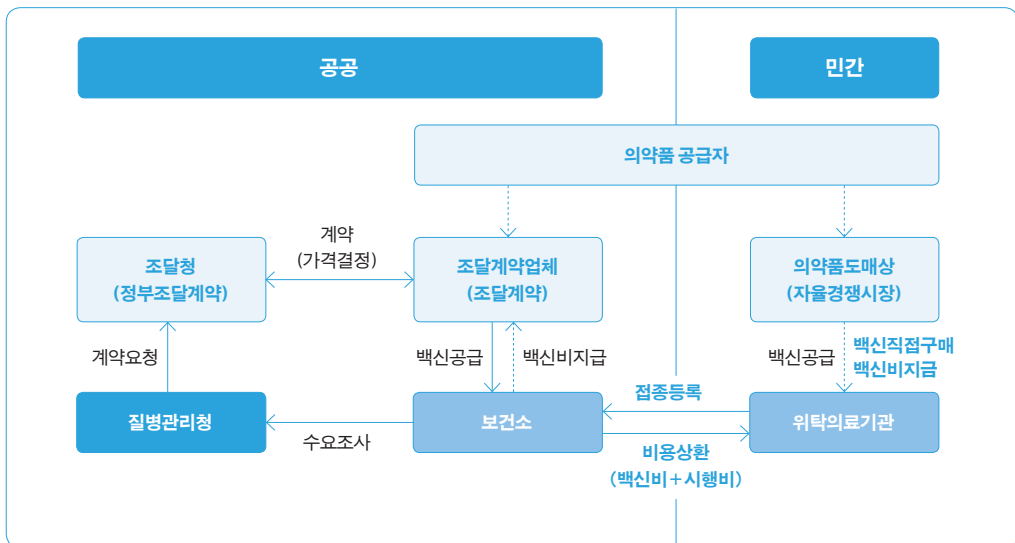 공공
민간
의약품 공급자
조달청
(정부조달계약)
계약
(가격결정)
조달계약업체
(조달계약)
의약품도매상
(자율경쟁시장)
계약요청
백신공급
백신비지급
백신공급
백신직접구매
백신비지금
질병관리청
수요조사
보건소
접종등록
비용상환
(백신비+시행비)
위탁의료기관